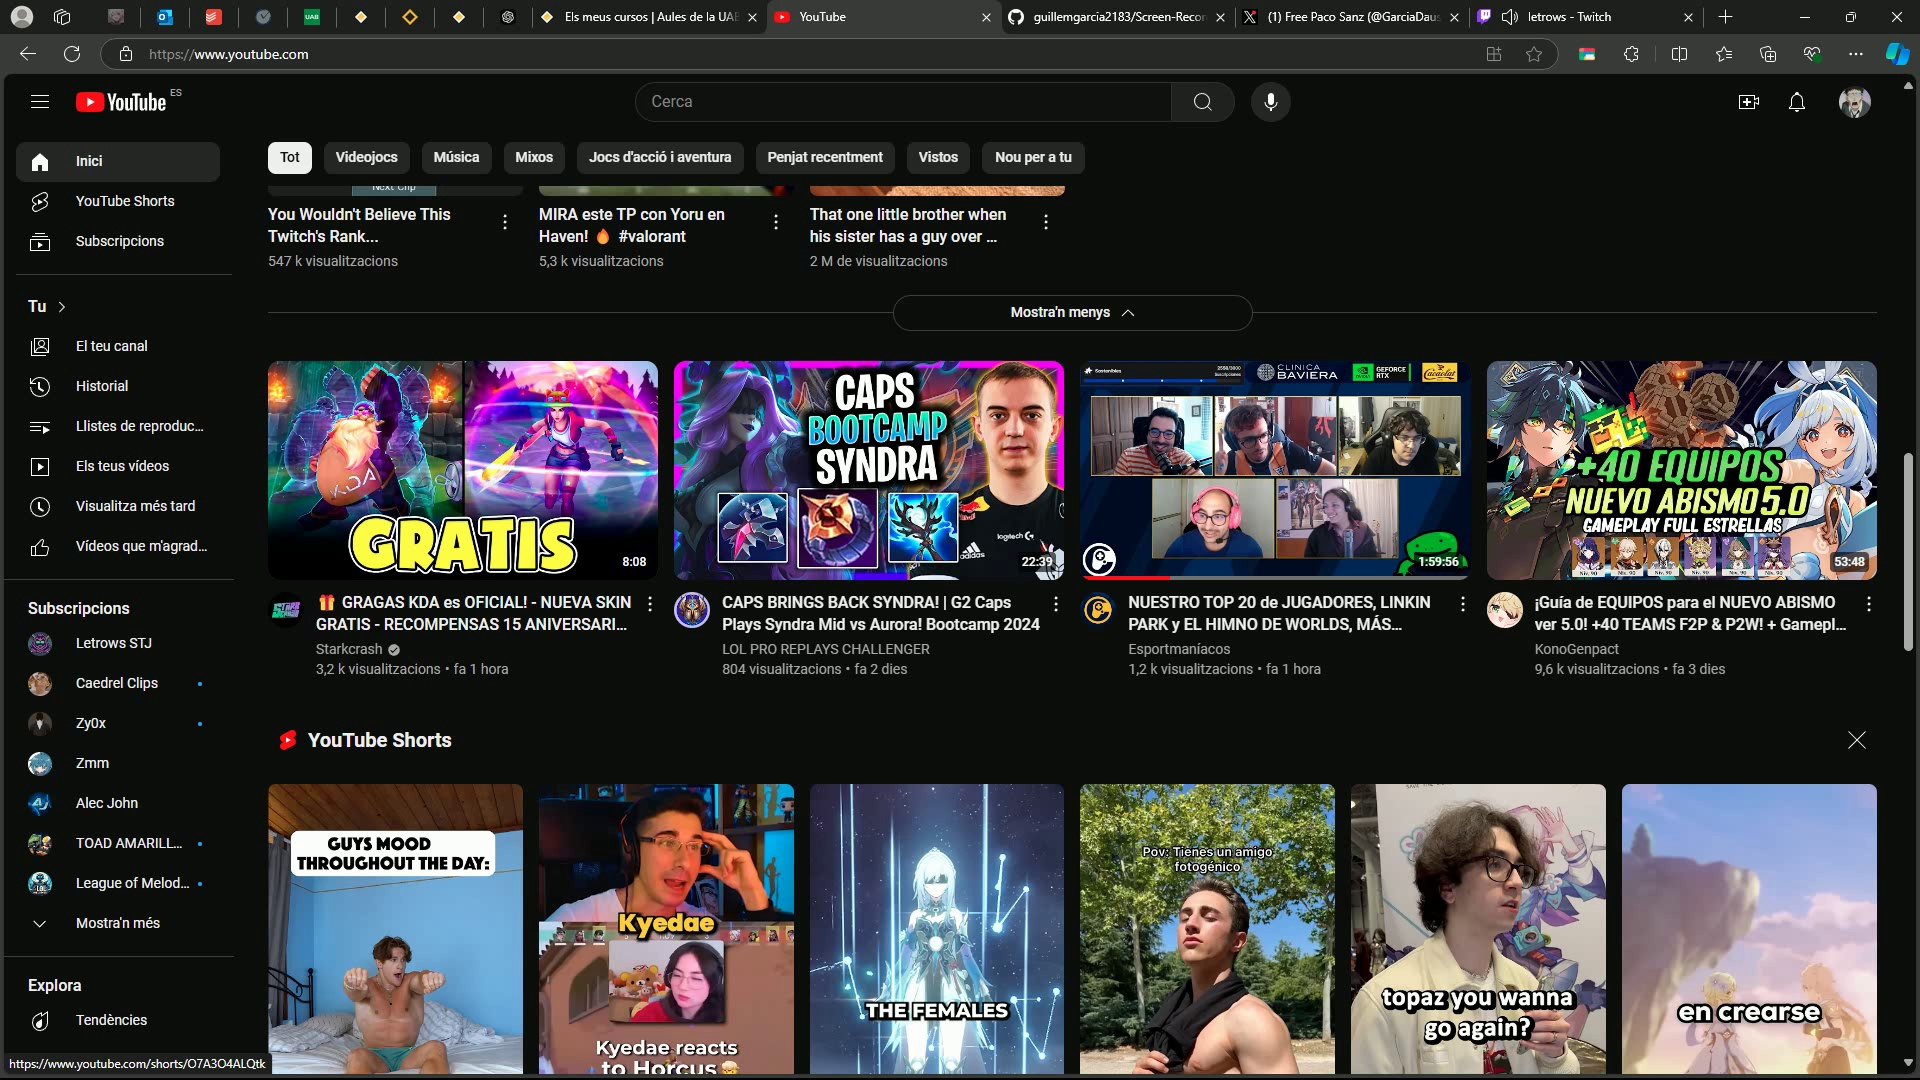 Els meus cursos | Aules de la UAB
YouTube
guillemgarcia2183/Screen-Recor
(1) Free Paco Sanz (@GarciaDaus
letrows - Twitch
https://www.youtube.com
YouTube ES
Cerca
Tot
Videojocs
Música
Mixos
Jocs d'acció i aventura
Penjat recentment
Vistos
Nou per a tu
Inici
YouTube Shorts
Subscripcions
Tu
El teu canal
Historial
Llistes de reproduc...
Els teus vídeos
Visualitza més tard
Vídeos que m'agrad...
Subscripcions
Letrows STJ
Caedrel Clips
Zy0x
Zmm
Alec John
TOAD AMARILL...
League of Melod...
Mostra'n més
Explora
Tendències
https://www.youtube.com/shorts/O7A3O4ALQtk
Next Clip
You Wouldn't Believe This
Twitch's Rank...
547 k visualitzacions
MIRA este TP con Yoru en
Haven! 🔥 #valorant
5,3 k visualitzacions
That one little brother when
his sister has a guy over ...
2 M de visualitzacions
Mostra'n menys
KDA
GRATIS
8:08
🎁 GRAGAS KDA es OFICIAL! - NUEVA SKIN
GRATIS - RECOMPENSAS 15 ANIVERSARI...
Starkcrash
3,2 k visualitzacions • fa 1 hora
CAPS
BOOTCAMP
SYNDRA
logitech G
adidas
22:39
CAPS BRINGS BACK SYNDRA! | G2 Caps
Plays Syndra Mid vs Aurora! Bootcamp 2024
LOL PRO REPLAYS CHALLENGER
804 visualitzacions • fa 2 dies
CLINICA
BAVIERA
GEFORCE
RTX
Cacaolat
1:59:56
NUESTRO TOP 20 de JUGADORES, LINKIN
PARK y EL HIMNO DE WORLDS, MÁS...
Esportmaníacos
1,2 k visualitzacions • fa 1 hora
+40 EQUIPOS
NUEVO ABISMO 5.0
GAMEPLAY FULL ESTRELLAS
53:48
¡Guía de EQUIPOS para el NUEVO ABISMO
ver 5.0! +40 TEAMS F2P & P2W! + Gamepl...
KonoGenpact
9,6 k visualitzacions • fa 3 dies
YouTube Shorts
GUYS MOOD
THROUGHOUT THE DAY:
Kyedae
Kyedae reacts
to Horcus
THE FEMALES
Pov: Tienes un amigo
fotogénico
topaz you wanna
go again?
en crearse